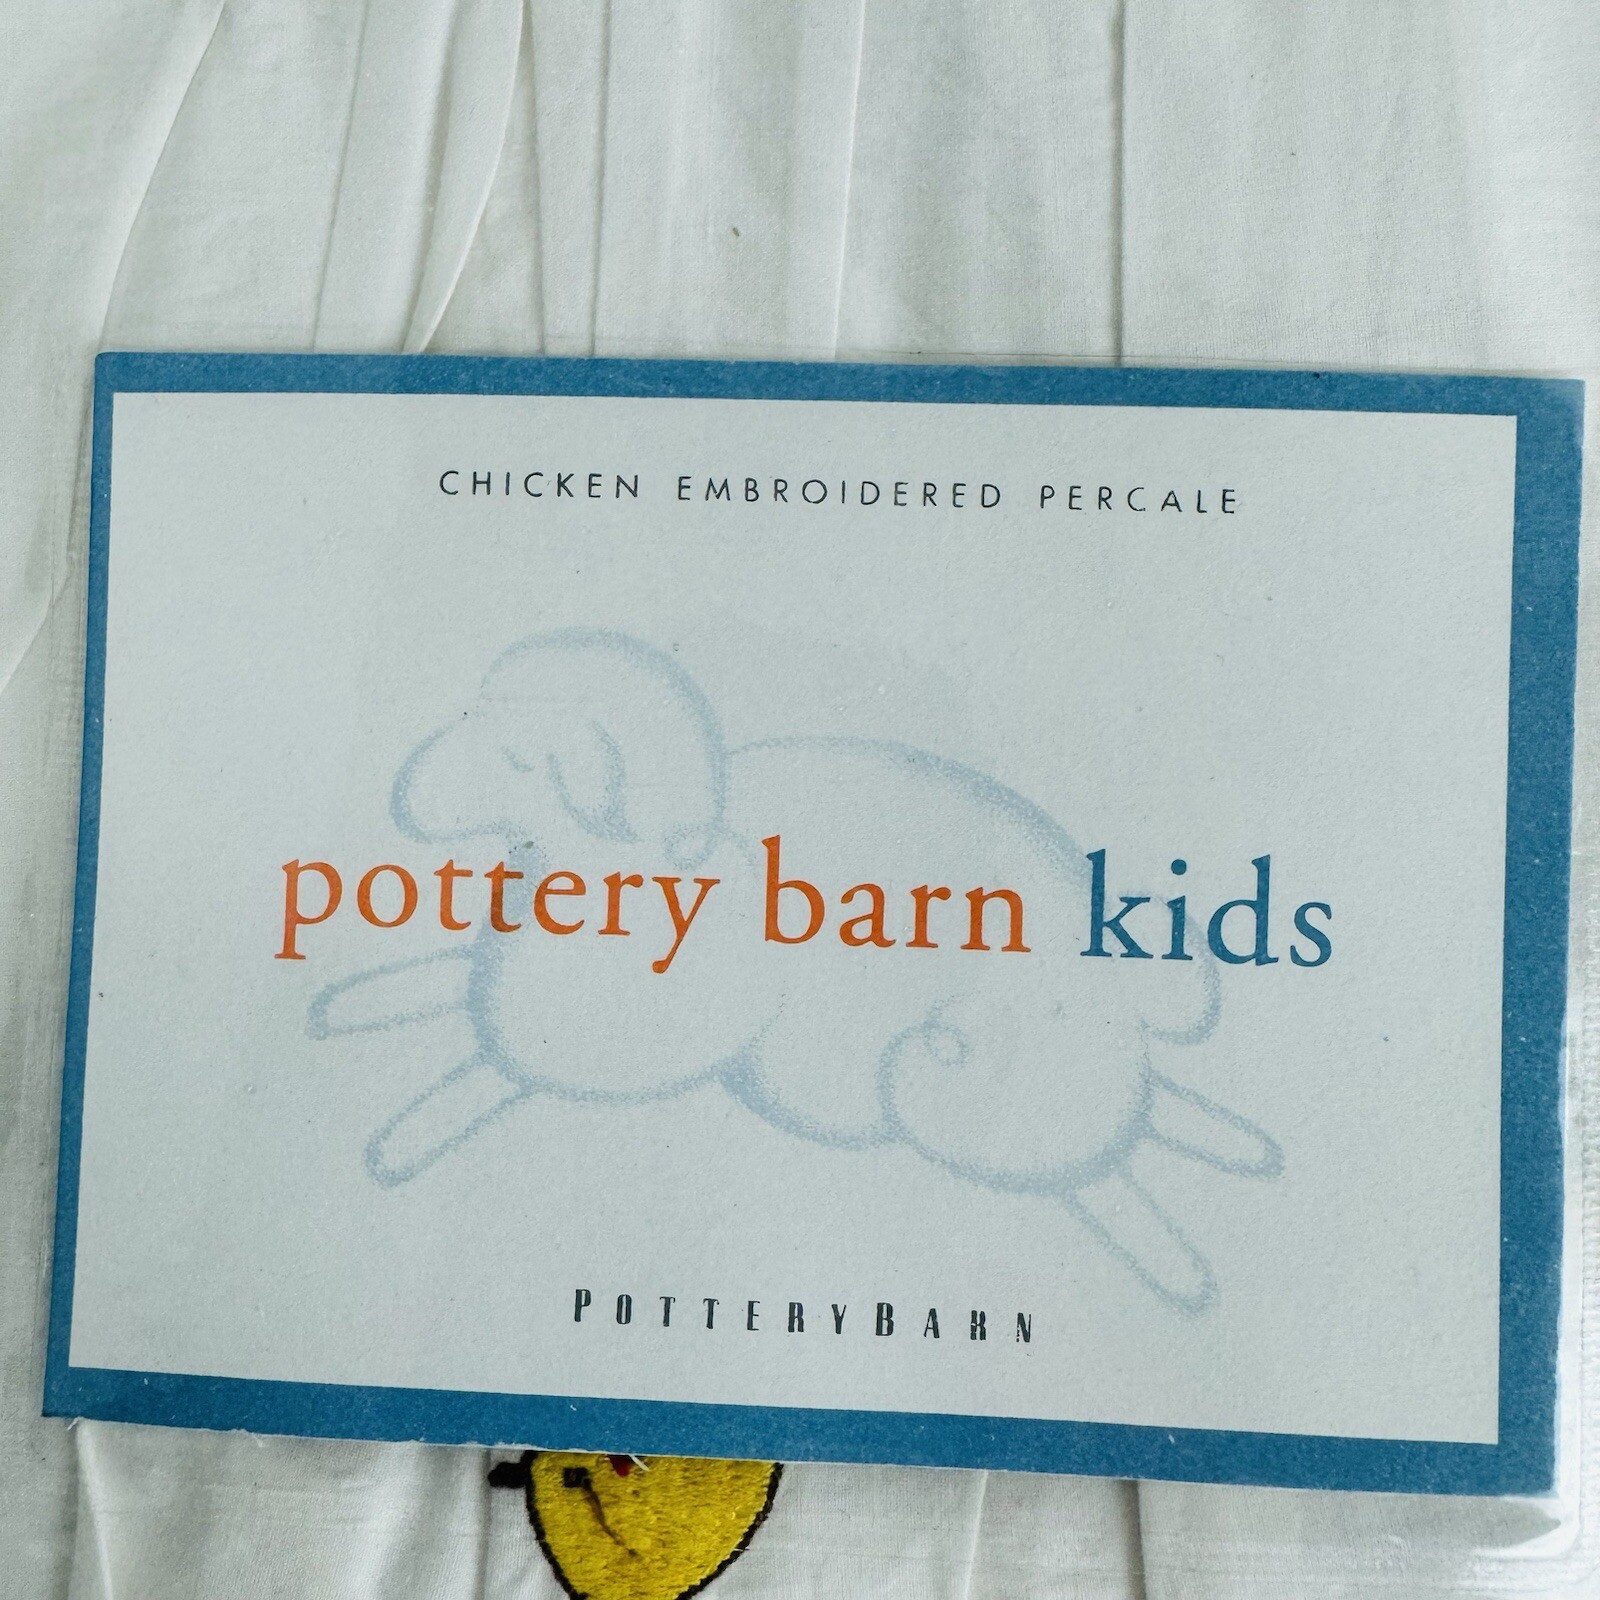 CHICKEN EMBROIDERED PERCALE
pottery barn kids
POTTERYBARN